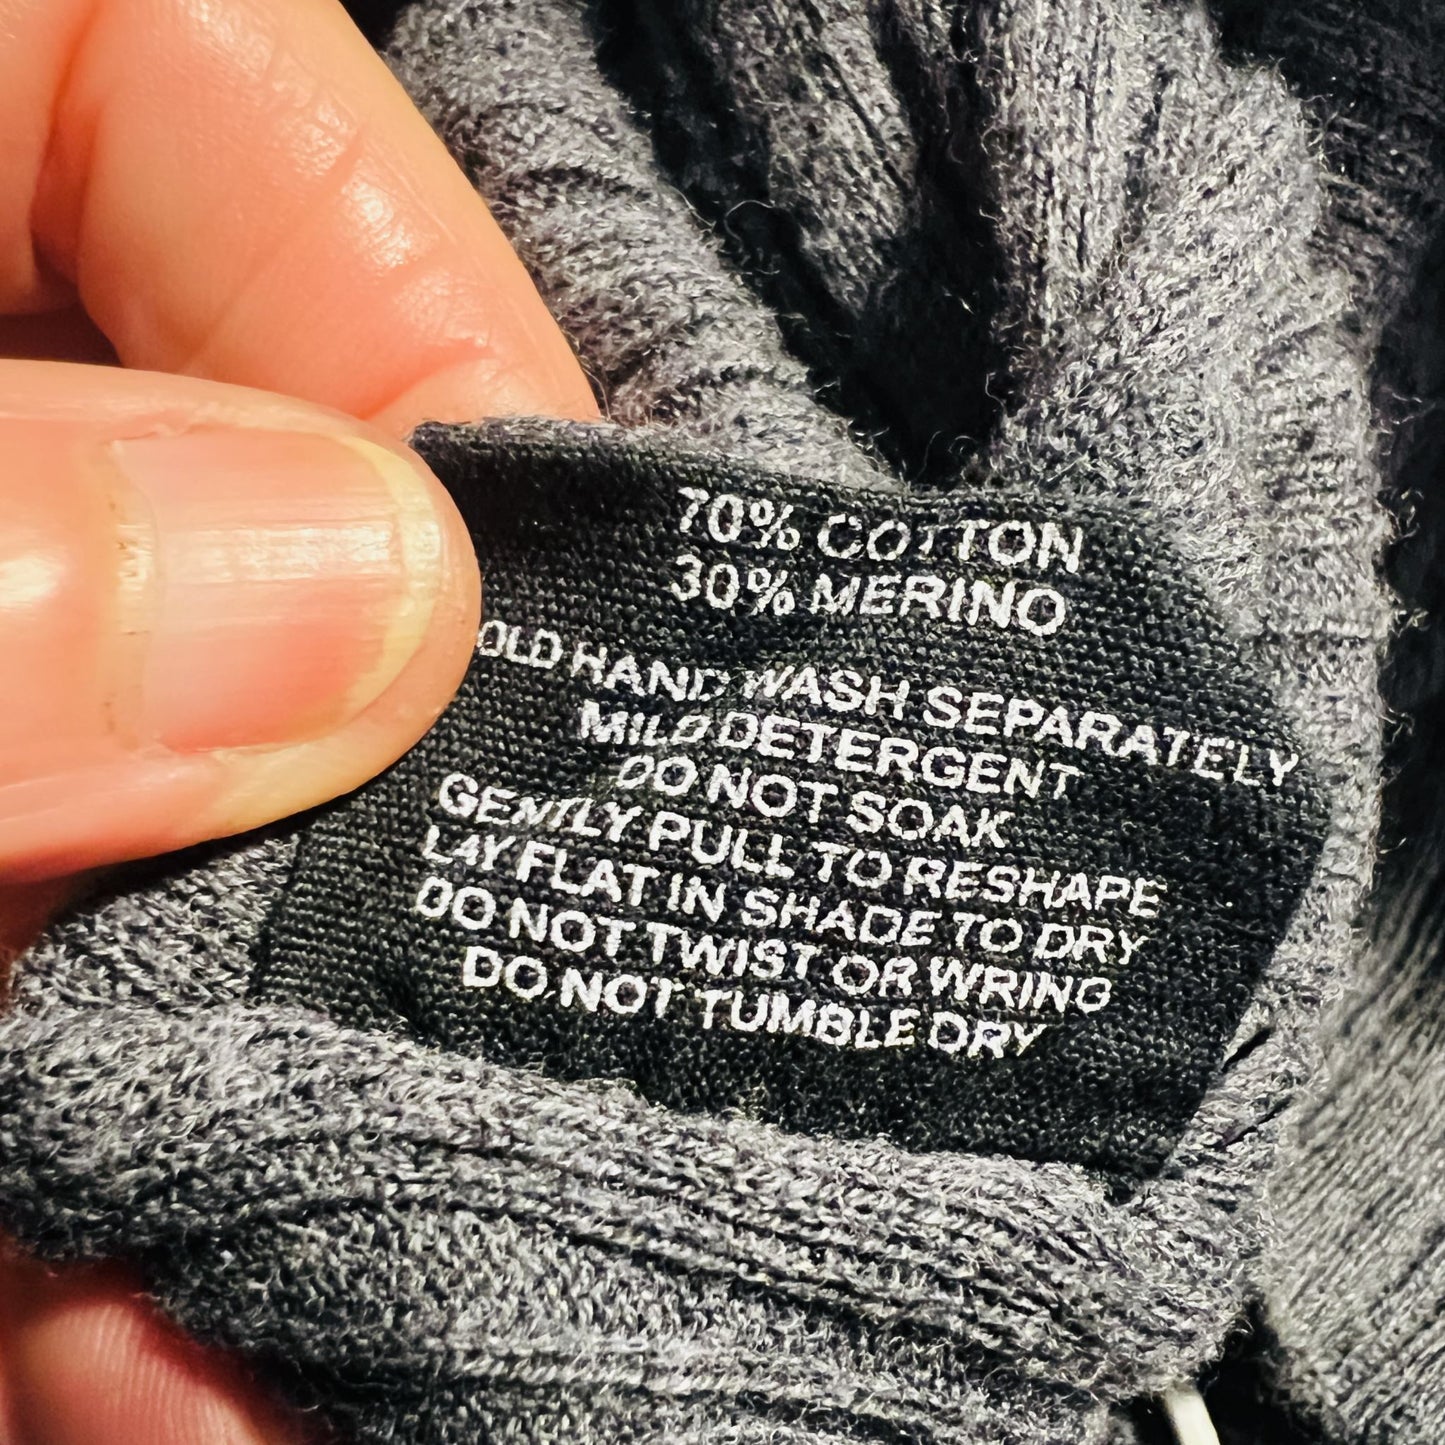 70% COTTON
30% MERINO
OLD HAND WASH SEPARATELY
MILD DETERGENT
DO NOT SOAK
GENTLY PULL TO RESHAPE
LAY FLAT IN SHADE TO DRY
DO NOT TWIST OR WRING
DO NOT TUMBLE DRY